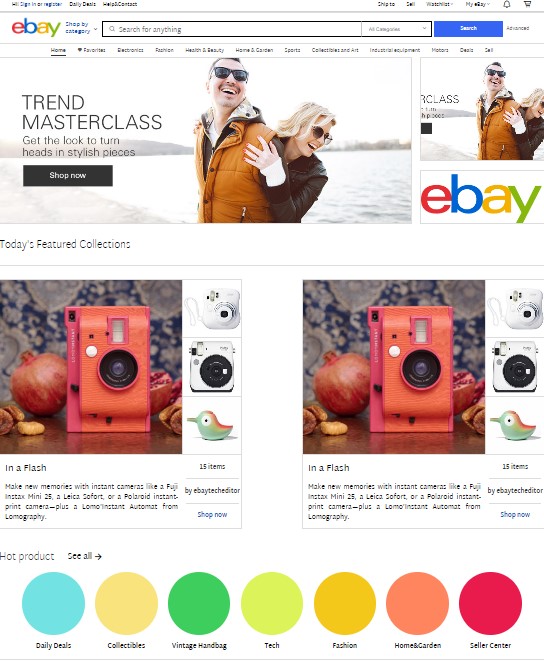 Hi! Sign in or register Daily Deals Help&Contact Ship to Sell Watchlist My eBay
ebay Shop by category Search for anything All Categories Search Advanced
Home Favorites Electronics Fashion Health & Beauty Home & Garden Sports Collectibles and Art Industrial equipment Motors Deals Sell
TREND
MASTERCLASS
Get the look to turn
heads in stylish pieces
Shop now
RCLASS
turn
pieces
ebay
Today's Featured Collections
In a Flash
Make new memories with instant cameras like a Fuji
Instax Mini 25, a Leica Sofort, or a Polaroid instant-
print camera—plus a Lomo'Instant Automat from
Lomography.
15 items
by ebaytecheditor
Shop now
In a Flash
Make new memories with instant cameras like a Fuji
Instax Mini 25, a Leica Sofort, or a Polaroid instant-
print camera—plus a Lomo'Instant Automat from
Lomography.
15 items
by ebaytecheditor
Shop now
Hot product See all →
Daily Deals Collectibles Vintage Handbag Tech Fashion Home&Garden Seller Center